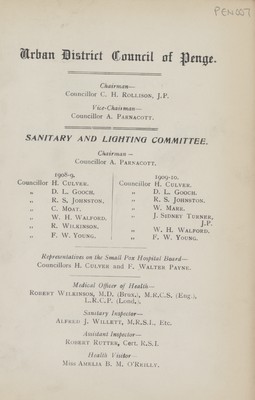 PEN007
Urban District Council of Penge.
Chairman—
Councillor C. H. ROLLINSON, J.P.
Vice-Chairman—
Councillor A. PARNACOTT.
SANITARY AND LIGHTING COMMITTEE.
Chairman—
Councillor A. PARNACOTT.
1908-9.
Councillor H. CULVER.
„ D. L. GOOCH.
„ R. S. JOHNSTON.
„ C. MOAT.
„ W. H. WALFORD.
„ R. WILKINSON.
„ F. W. YOUNG.
1909-10.
Councillor H. CULVER.
„ D. L. GOOCH.
„ R. S. JOHNSTON.
„ W. MARE.
„ J. SIDNEY TURNER, J.P.
„ W. H. WALFORD.
„ F. W. YOUNG.
Representatives on the Small Pox Hospital Board—
Councillors H. CULVER and F. WALTER PAYNE.
Medical Officer of Health—
ROBERT WILKINSON, M.D. (Brux.), M.R.C.S. (Eng.),
L.R.C.P. (Lond.).
Sanitary Inspector—
ALFRED J. WILLETT, M.R.S.I., Etc.
Assistant Inspector—
ROBERT RUTTER, Cert. R.S.I.
Health Visitor—
MISS AMELIA B. M. O'REILLY.